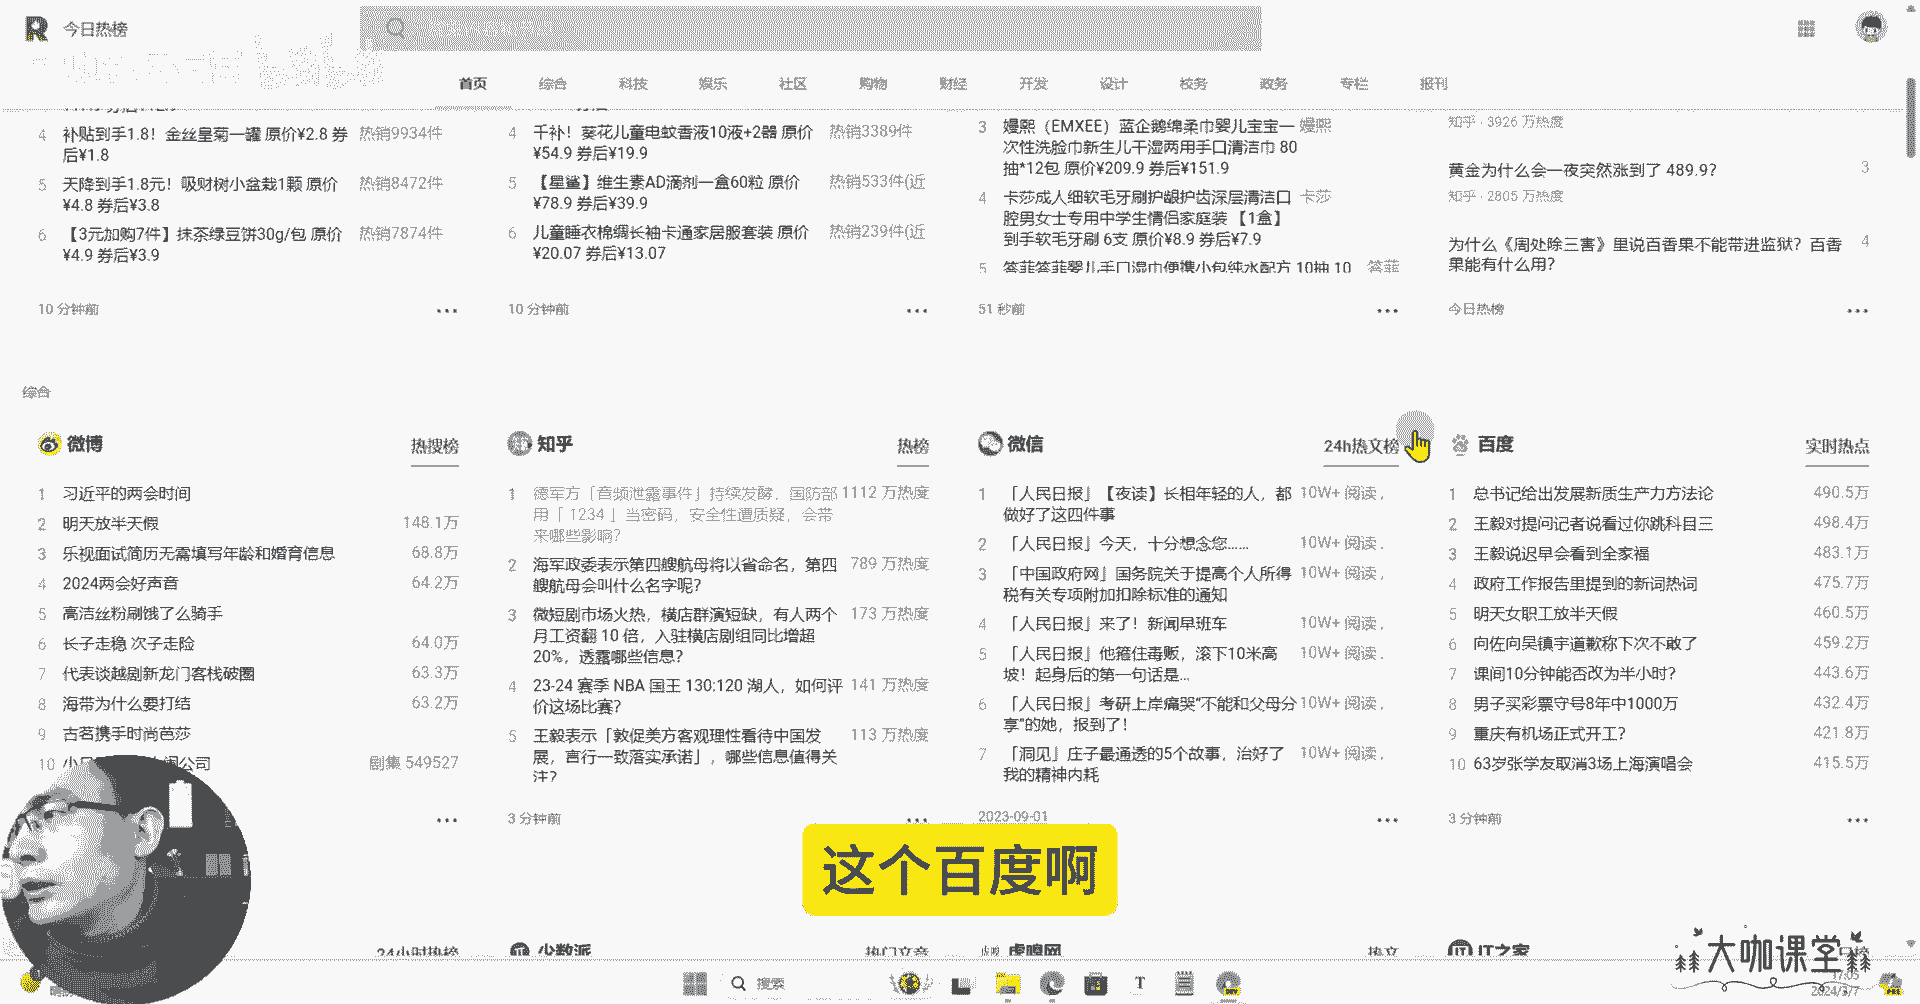 今日热榜
首页 综合 科技 娱乐 社区 购物 财经 开发 设计 校务 政务 专栏 报刊
4 补贴到手1.8！金丝皇菊一罐 原价¥2.8 券 热销9934件
后¥1.8
5 天降到手1.8元！吸财树小盆栽1颗 原价 热销8472件
¥4.8 券后¥3.8
6 【3元加购7件】抹茶绿豆饼30g/包 原价 热销7874件
¥4.9 券后¥3.9
10 分钟前
4 千补！葵花儿童电蚊香液10液+2器 原价 热销3389件
¥54.9 券后¥19.9
5 【星鲨】维生素AD滴剂一盒60粒 原价 热销533件(近
¥78.9 券后¥39.9
6 儿童睡衣棉绸长袖卡通家居服套装 原价 热销239件(近
¥20.07 券后¥13.07
10 分钟前
3 嫚熙（EMXEE）蓝企鹅绵柔巾婴儿宝宝一 嫚熙
次性洗脸巾新生儿干湿两用手口清洁巾 80
抽*12包 原价¥209.9 券后¥151.9
4 卡莎成人细软毛牙刷护龈护齿深层清洁口 卡莎
腔男女士专用中学生情侣家庭装 【1盒】
到手软毛牙刷 6支 原价¥8.9 券后¥7.9
5 答菲答菲婴儿手口湿巾便携小包纯水配方 10抽 10 答菲
51 秒前
知乎 · 3926 万热度
黄金为什么会一夜突然涨到了 489.9？ 3
知乎 · 2805 万热度
为什么《周处除三害》里说百香果不能带进监狱？百香 4
果能有什么用？
今日热榜
综合
微博 热搜榜
1 习近平的两会时间
2 明天放半天假 148.1万
3 乐视面试简历无需填写年龄和婚育信息 68.8万
4 2024两会好声音 64.2万
5 高洁丝粉刷饿了么骑手
6 长子走稳 次子走险 64.0万
7 代表谈越剧新龙门客栈破圈 63.3万
8 海带为什么要打结 63.2万
9 古茗携手时尚芭莎
10 公司 剧集 549527
知乎 热榜
1 德军方「音频泄露事件」持续发酵，国防部 1112 万热度
用「 1234 」当密码，安全性遭质疑，会带
来哪些影响？
2 海军政委表示第四艘航母将以省命名，第四 789 万热度
艘航母会叫什么名字呢？
3 微短剧市场火热，横店群演短缺，有人两个 173 万热度
月工资翻 10 倍，入驻横店剧组同比增超
20%，透露哪些信息？
4 23-24 赛季 NBA 国王 130:120 湖人，如何评 141 万热度
价这场比赛？
5 王毅表示「敦促美方客观理性看待中国发 113 万热度
展，言行一致落实承诺」，哪些信息值得关
注？
3 分钟前
微信 24h热文榜
1 「人民日报」【夜读】长相年轻的人，都 10W+ 阅读 .
做好了这四件事
2 「人民日报」今天，十分想念您…… 10W+ 阅读 .
3 「中国政府网」国务院关于提高个人所得 10W+ 阅读 .
税有关专项附加扣除标准的通知
4 「人民日报」来了！新闻早班车 10W+ 阅读 .
5 「人民日报」他箍住毒贩，滚下10米高 10W+ 阅读 .
坡！起身后的第一句话是...
6 「人民日报」考研上岸痛哭“不能和父母分 10W+ 阅读 .
享”的她，报到了！
7 「洞见」庄子最通透的5个故事，治好了 10W+ 阅读 .
我的精神内耗
2023-09-01
百度 实时热点
1 总书记给出发展新质生产力方法论 490.5万
2 王毅对提问记者说看过你跳科目三 498.4万
3 王毅说迟早会看到全家福 483.1万
4 政府工作报告里提到的新词热词 475.7万
5 明天女职工放半天假 460.5万
6 向佐向吴镇宇道歉称下次不敢了 459.2万
7 课间10分钟能否改为半小时？ 443.6万
8 男子买彩票守号8年中1000万 432.4万
9 重庆有机场正式开工？ 421.8万
10 63岁张学友取消3场上海演唱会 415.5万
3 分钟前
这个百度啊
24小时热榜
少数派 热门文章
虎嗅网 热文
IT之家 日榜
大咖课堂
搜索
17:05
2024/3/7